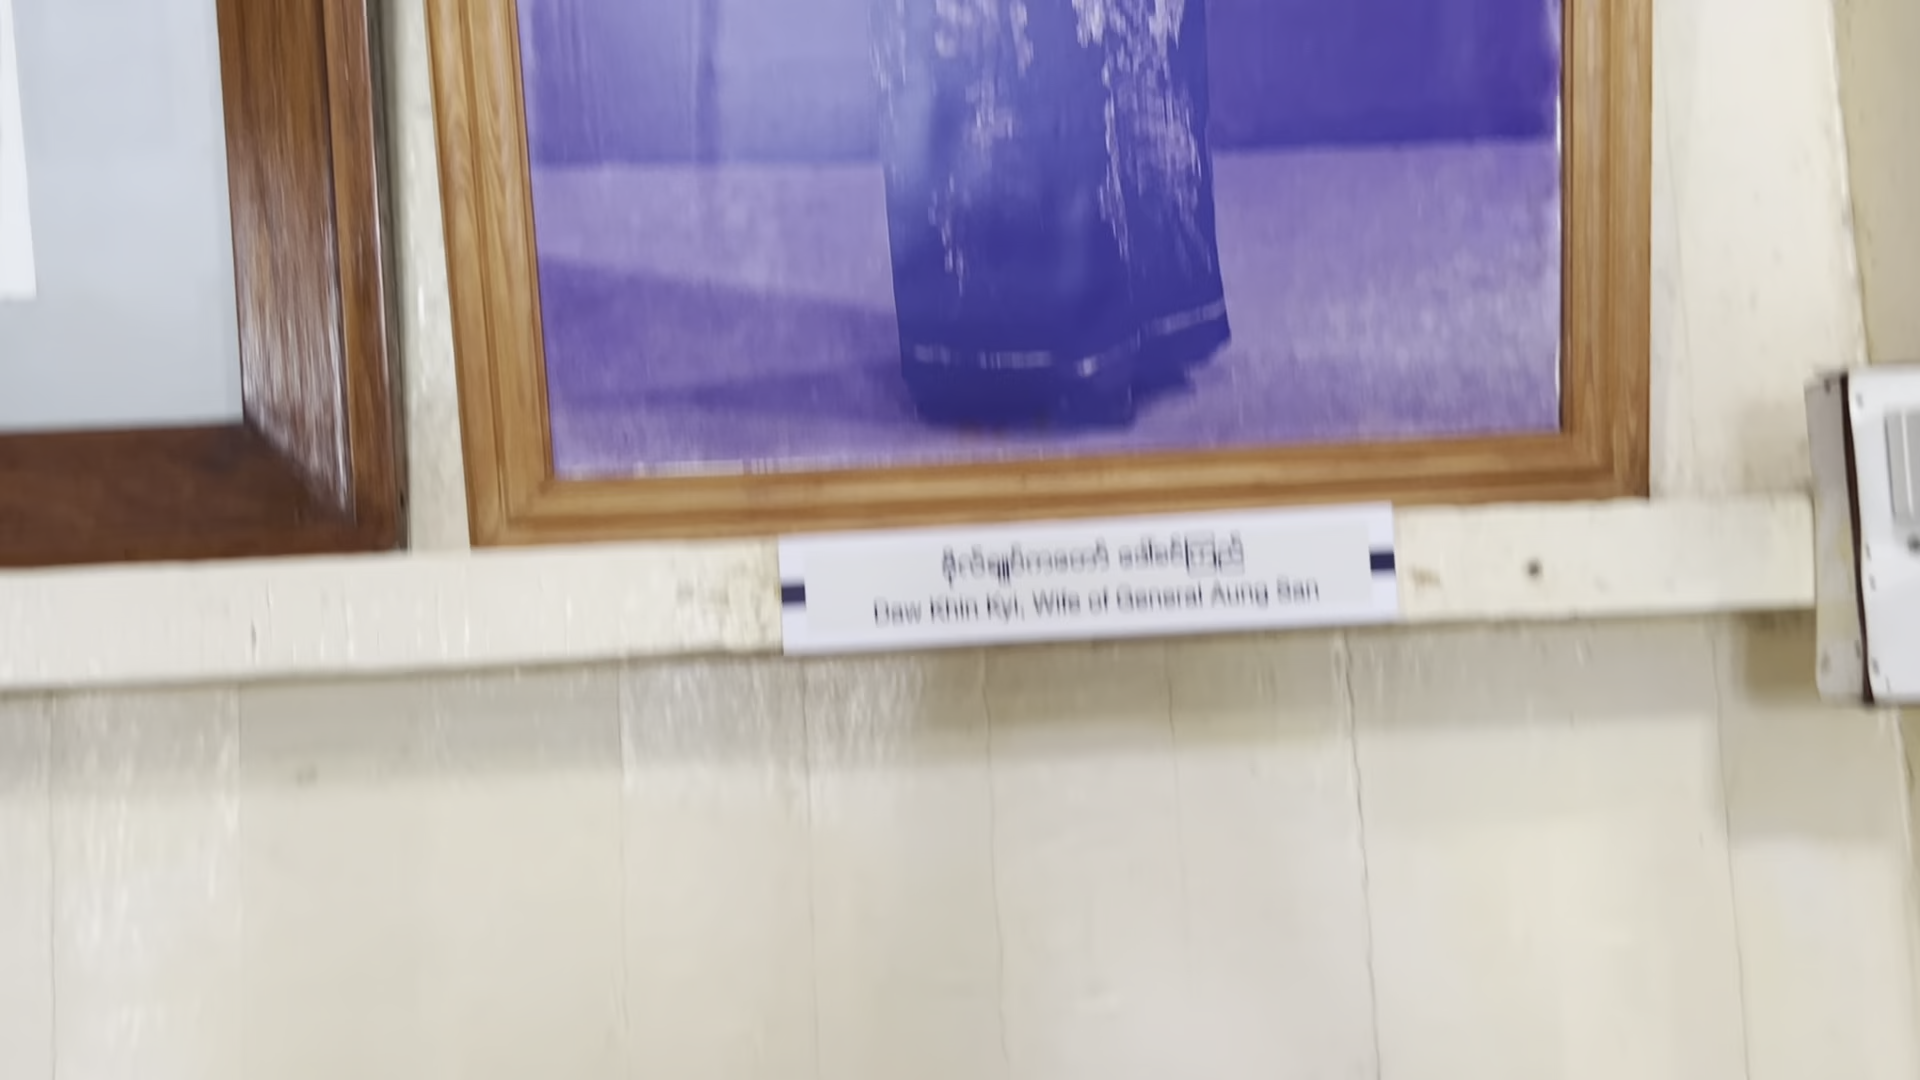 ဗိုလ်ချုပ်ကတော် ဒေါ်ခင်ကြည်
Daw Khin Kyi, Wife of General Aung San